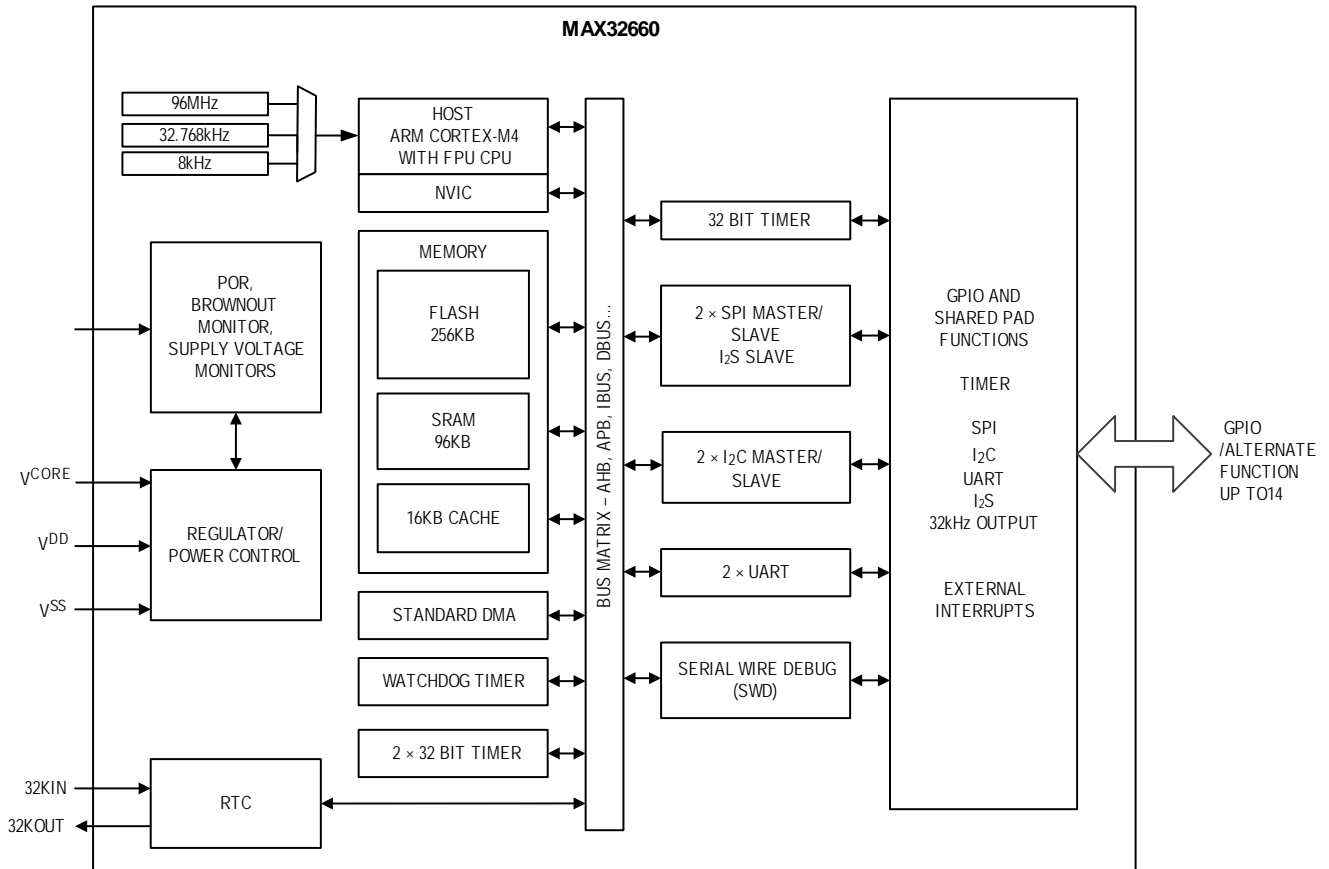 MAX32660
96MHz
32.768kHz
8kHz
HOST
ARM CORTEX-M4
WITH FPU CPU
NVIC
MEMORY
FLASH
256KB
SRAM
96KB
16KB CACHE
STANDARD DMA
WATCHDOG TIMER
2 × 32 BIT TIMER
POR,
BROWNOUT
MONITOR,
SUPPLY VOLTAGE
MONITORS
VCORE
VDD
VSS
REGULATOR/
POWER CONTROL
32KIN
32KOUT
RTC
BUS MATRIX – AHB, APB, IBUS, DBUS...
32 BIT TIMER
2 × SPI MASTER/
SLAVE
I2S SLAVE
2 × I2C MASTER/
SLAVE
2 × UART
SERIAL WIRE DEBUG
(SWD)
GPIO AND
SHARED PAD
FUNCTIONS
TIMER
SPI
I2C
UART
I2S
32kHz OUTPUT
EXTERNAL
INTERRUPTS
GPIO
/ALTERNATE
FUNCTION
UP TO14